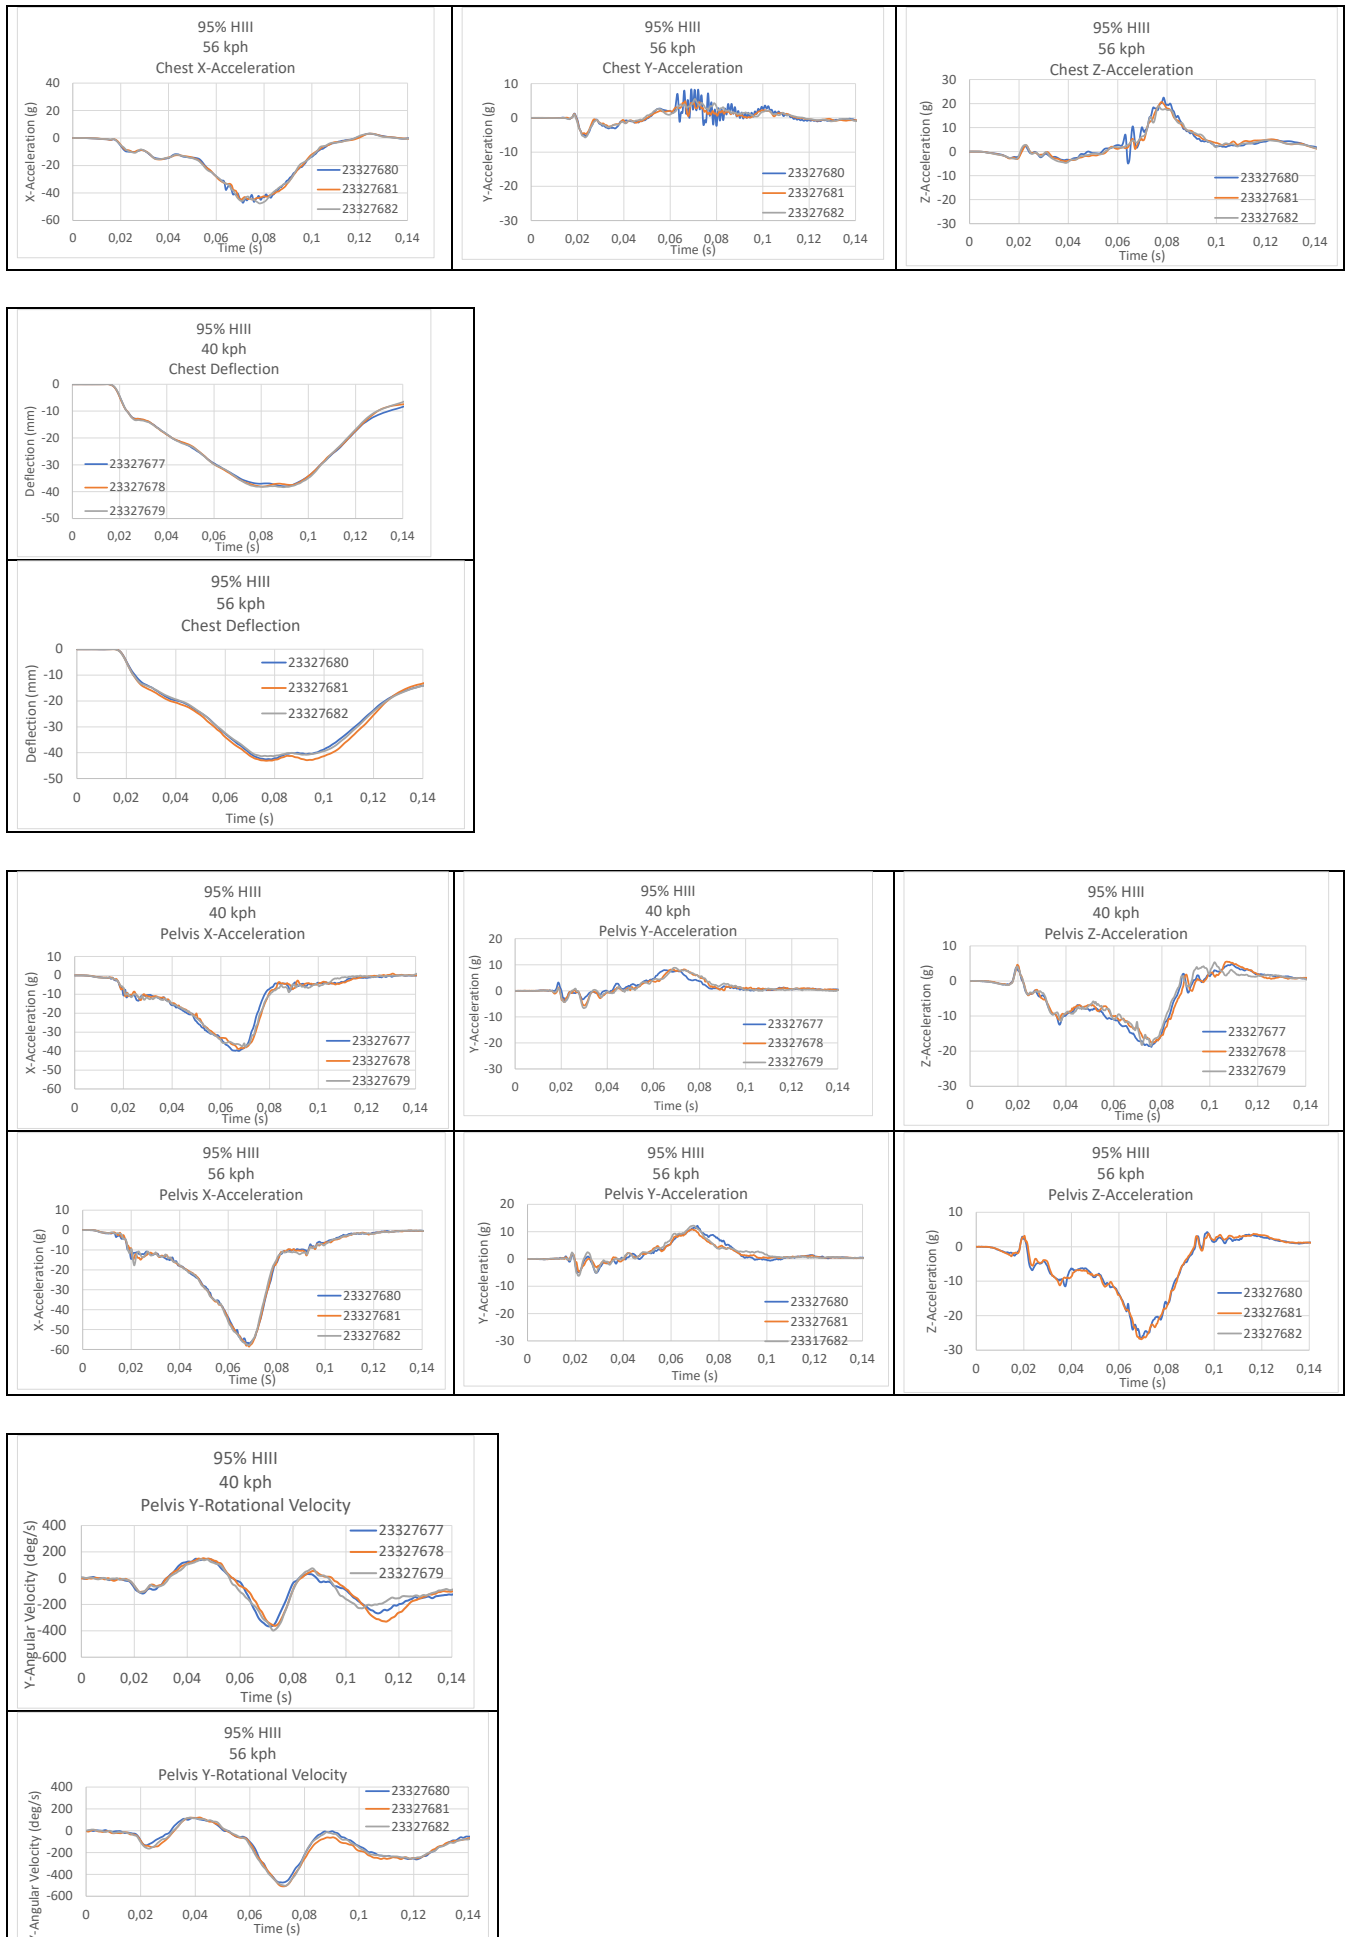 95% HIII
56 kph
Chest X-Acceleration
X-Acceleration (g)
40
20
0
-20
-40
-60
23327680
23327681
23327682
0 0,02 0,04 0,06 0,08 0,1 0,12 0,14
Time (s)
95% HIII
56 kph
Chest Y-Acceleration
Y-Acceleration (g)
10
0
-10
-20
-30
23327680
23327681
23327682
0 0,02 0,04 0,06 0,08 0,1 0,12 0,14
Time (s)
95% HIII
56 kph
Chest Z-Acceleration
Z-Acceleration (g)
30
20
10
0
-10
-20
-30
23327680
23327681
23327682
0 0,02 0,04 0,06 0,08 0,1 0,12 0,14
Time (s)
95% HIII
40 kph
Chest Deflection
Deflection (mm)
0
-10
-20
-30
-40
-50
23327677
23327678
23327679
0 0,02 0,04 0,06 0,08 0,1 0,12 0,14
Time (s)
95% HIII
56 kph
Chest Deflection
Deflection (mm)
0
-10
-20
-30
-40
-50
23327680
23327681
23327682
0 0,02 0,04 0,06 0,08 0,1 0,12 0,14
Time (s)
95% HIII
40 kph
Pelvis X-Acceleration
X-Acceleration (g)
10
0
-10
-20
-30
-40
-50
-60
23327677
23327678
23327679
0 0,02 0,04 0,06 0,08 0,1 0,12 0,14
Time (s)
95% HIII
40 kph
Pelvis Y-Acceleration
Y-Acceleration (g)
20
10
0
-10
-20
-30
23327677
23327678
23327679
0 0,02 0,04 0,06 0,08 0,1 0,12 0,14
Time (s)
95% HIII
40 kph
Pelvis Z-Acceleration
Z-Acceleration (g)
10
0
-10
-20
-30
23327677
23327678
23327679
0 0,02 0,04 0,06 0,08 0,1 0,12 0,14
Time (s)
95% HIII
56 kph
Pelvis X-Acceleration
X-Acceleration (g)
10
0
-10
-20
-30
-40
-50
-60
23327680
23327681
23327682
0 0,02 0,04 0,06 0,08 0,1 0,12 0,14
Time (S)
95% HIII
56 kph
Pelvis Y-Acceleration
Y-Acceleration (g)
20
10
0
-10
-20
-30
23327680
23327681
23317682
0 0,02 0,04 0,06 0,08 0,1 0,12 0,14
Time (s)
95% HIII
56 kph
Pelvis Z-Acceleration
Z-Acceleration (g)
10
0
-10
-20
-30
23327680
23327681
23327682
0 0,02 0,04 0,06 0,08 0,1 0,12 0,14
Time (s)
95% HIII
40 kph
Pelvis Y-Rotational Velocity
Y-Angular Velocity (deg/s)
400
200
0
-200
-400
-600
23327677
23327678
23327679
0 0,02 0,04 0,06 0,08 0,1 0,12 0,14
Time (s)
95% HIII
56 kph
Pelvis Y-Rotational Velocity
Y-Angular Velocity (deg/s)
400
200
0
-200
-400
-600
23327680
23327681
23327682
0 0,02 0,04 0,06 0,08 0,1 0,12 0,14
Time (s)